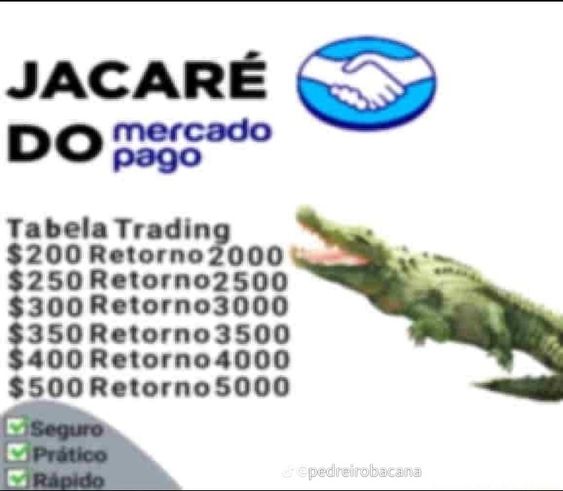 JACARÉ
DO mercado pago
Tabela Trading
$200 Retorno 2000
$250 Retorno 2500
$300 Retorno 3000
$350 Retorno 3500
$400 Retorno 4000
$500 Retorno 5000
Seguro
Prático
Rápido
@pedreirobacana